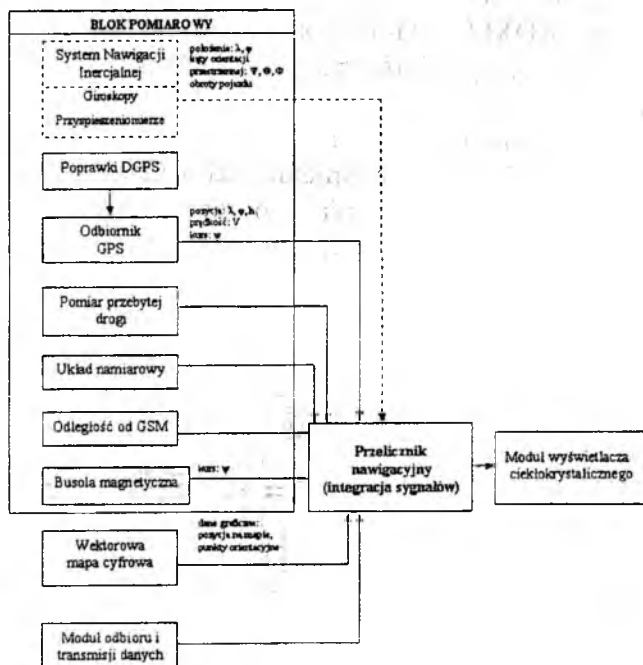 BLOK POMIAROWY
System Nawigacji
Inercjalnej
Giroskopy
Przyspieszeniomierze
położenie: λ, φ
kąty orientacji
przestrzennej: Ψ, Θ, Φ
obroty pojazdu
Poprawki DGPS
Odbiornik
GPS
pozycja: λ, φ, h
prędkość: V
kurs: ψ
Pomiar przebytej
drogi
Układ namiarowy
Odległość od GSM
Busola magnetyczna
kurs: ψ
Przelicznik
nawigacyjny
(integracja sygnałów)
Moduł wyświetlacza
ciekłokrystalicznego
Wektorowa
mapa cyfrowa
dane graficzne:
pozycja na mapie,
punkty orientacyjne
Moduł odbioru i
transmisji danych